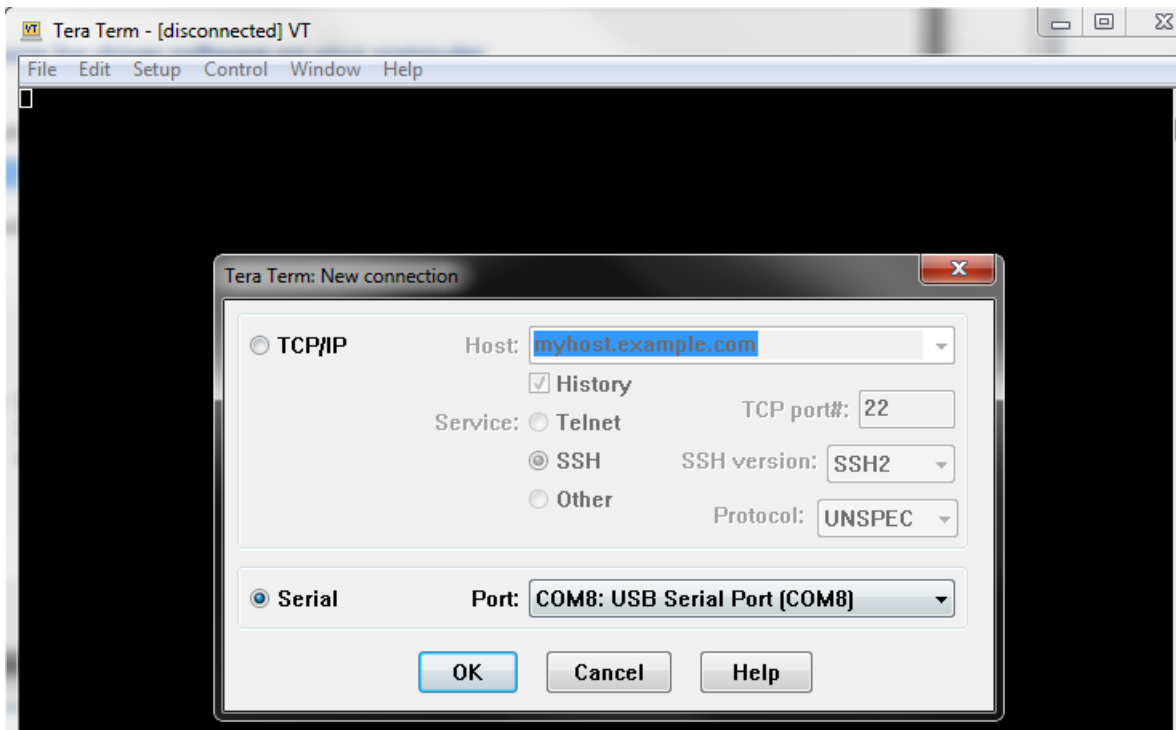 VT Tera Term - [disconnected] VT
File Edit Setup Control Window Help
Tera Term: New connection
TCP/IP Host: myhost.example.com
History
Service: Telnet TCP port#: 22
SSH SSH version: SSH2
Other Protocol: UNSPEC
Serial Port: COM8: USB Serial Port (COM8)
OK Cancel Help